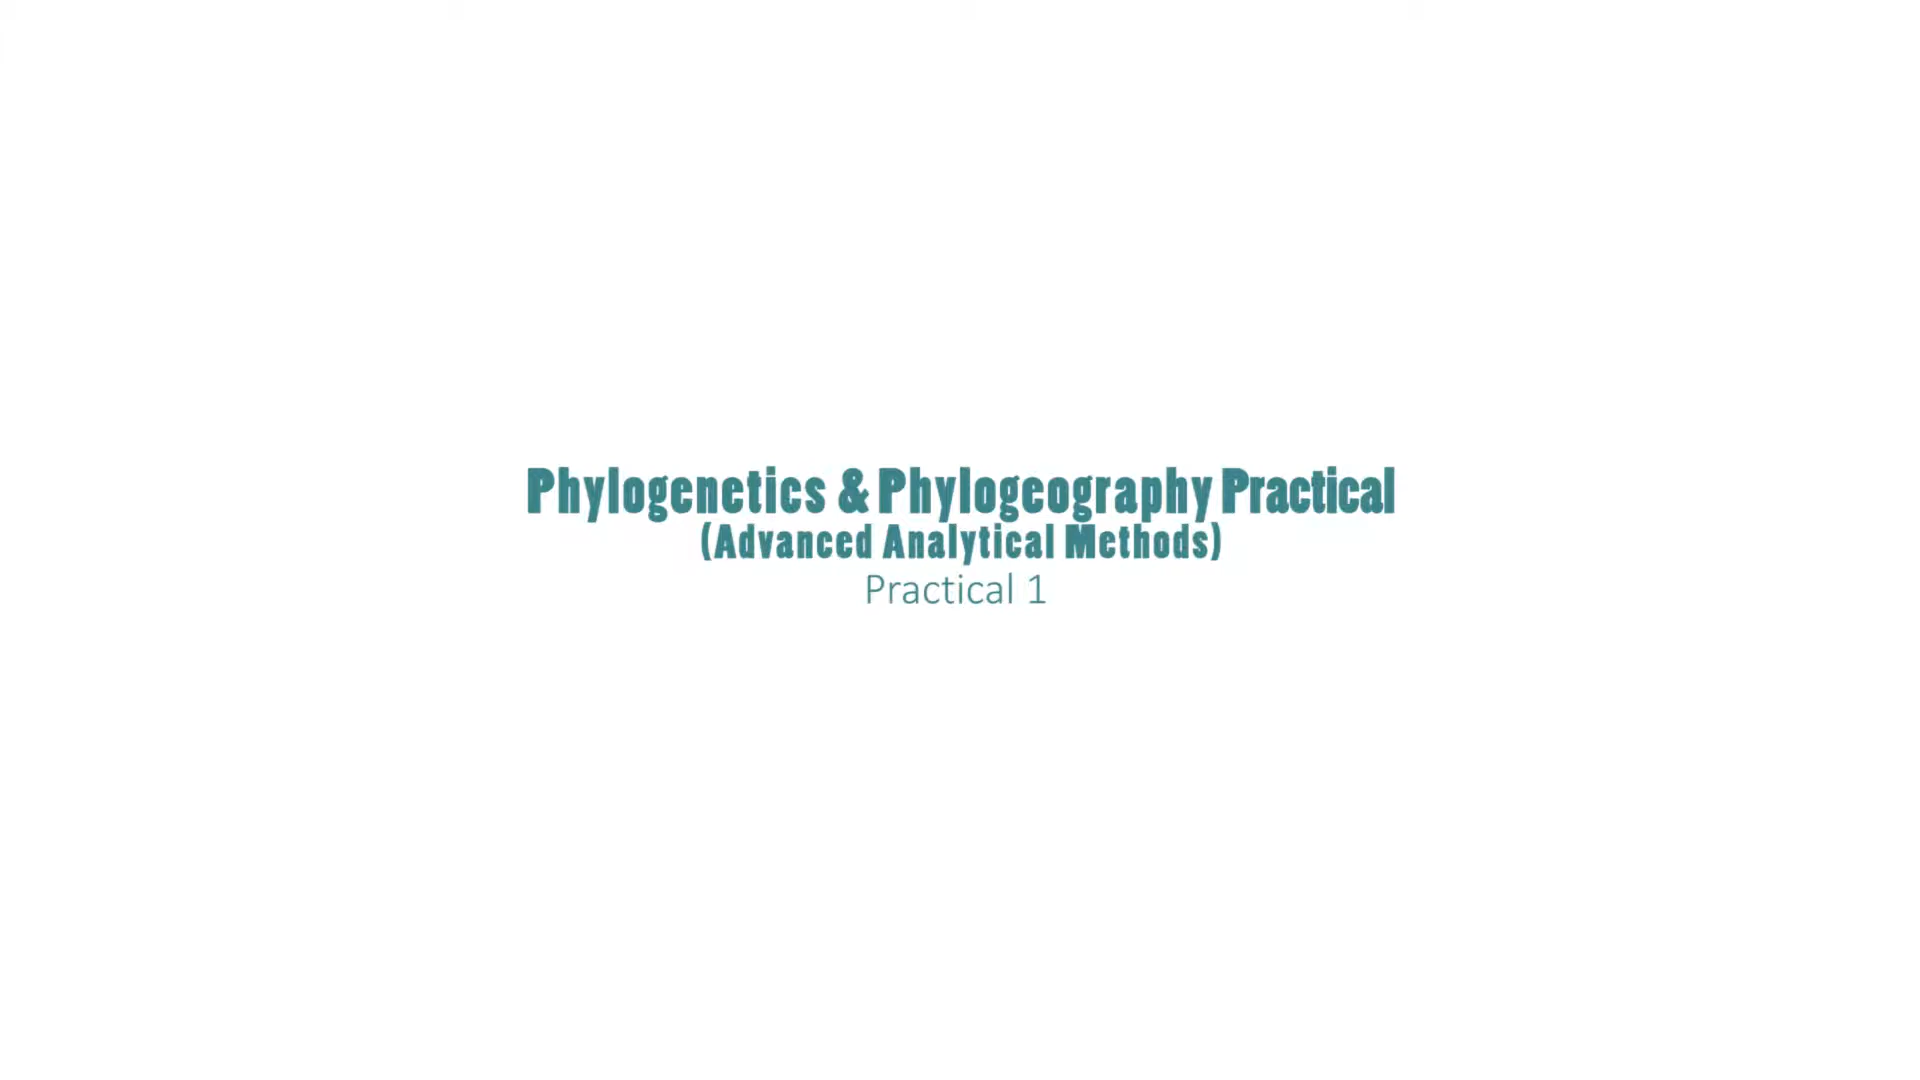 Phylogenetics & Phylogeography Practical
(Advanced Analytical Methods)
Practical 1